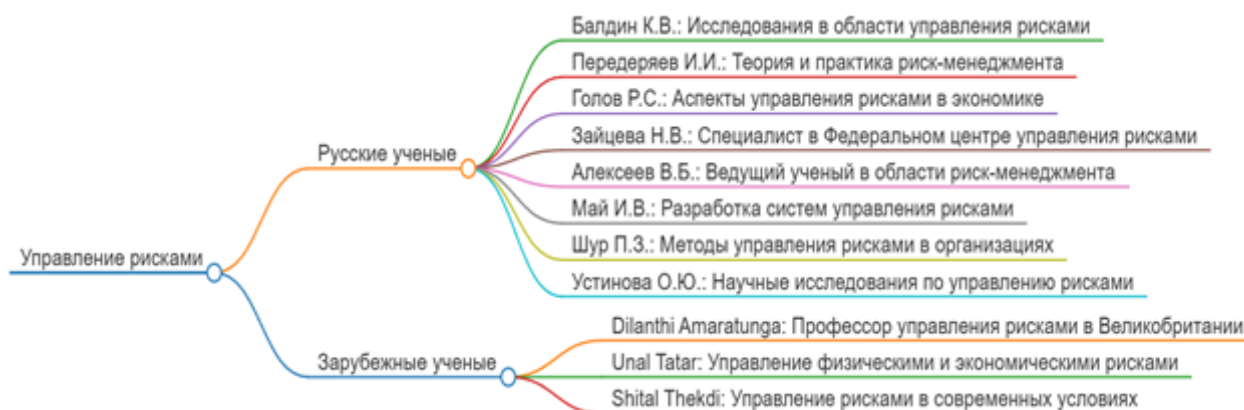 Балдин К.В.: Исследования в области управления рисками
Передеряев И.И.: Теория и практика риск-менеджмента
Голов Р.С.: Аспекты управления рисками в экономике
Русские ученые
Зайцева Н.В.: Специалист в Федеральном центре управления рисками
Алексеев В.Б.: Ведущий ученый в области риск-менеджмента
Май И.В.: Разработка систем управления рисками
Управление рисками
Шур П.З.: Методы управления рисками в организациях
Устинова О.Ю.: Научные исследования по управлению рисками
Dilanthi Amaratunga: Профессор управления рисками в Великобритании
Зарубежные ученые
Unal Tatar: Управление физическими и экономическими рисками
Shital Thekdi: Управление рисками в современных условиях